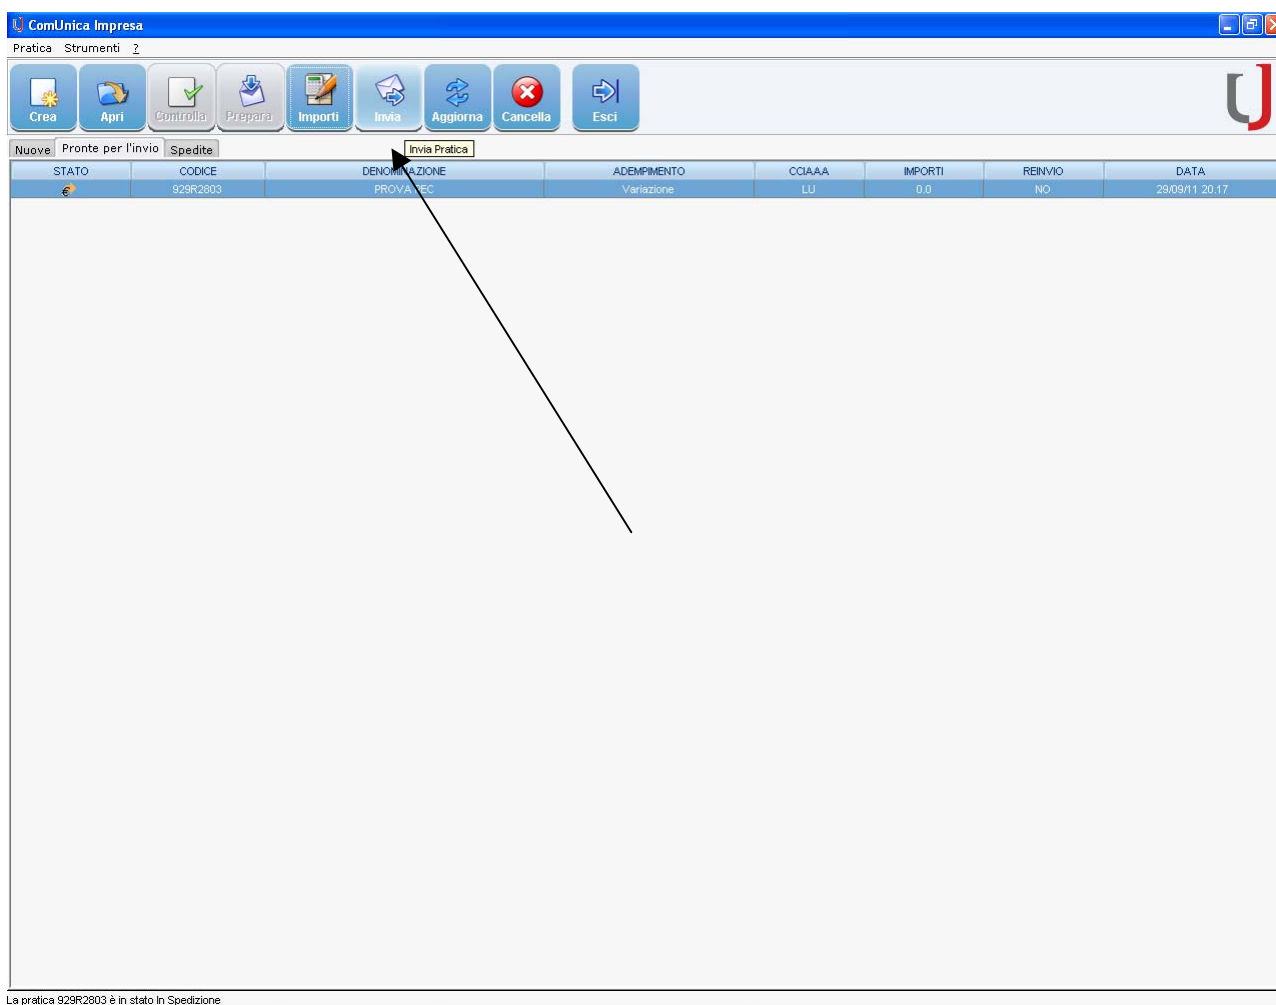 ComUnica Impresa
Pratica Strumenti ?
Crea Apri Controlla Prepara Importi Invia Aggiorna Cancella Esci
Nuove Pronte per l'invio Spedite Invia Pratica
STATO CODICE DENOMINAZIONE ADEMPIMENTO CCIAAA IMPORTI REINVIO DATA
929R2803 PROVA PEC Variazione LU 0.0 NO 29/09/11 20.17
La pratica 929R2803 è in stato In Spedizione